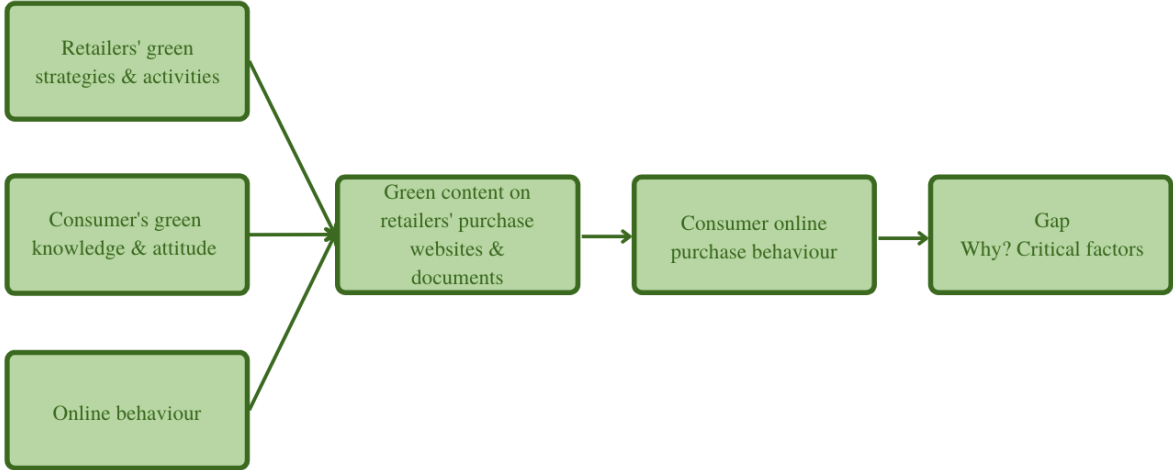 Retailers' green
strategies & activities
Consumer's green
knowledge & attitude
Online behaviour
Green content on
retailers' purchase
websites &
documents
Consumer online
purchase behaviour
Gap
Why? Critical factors